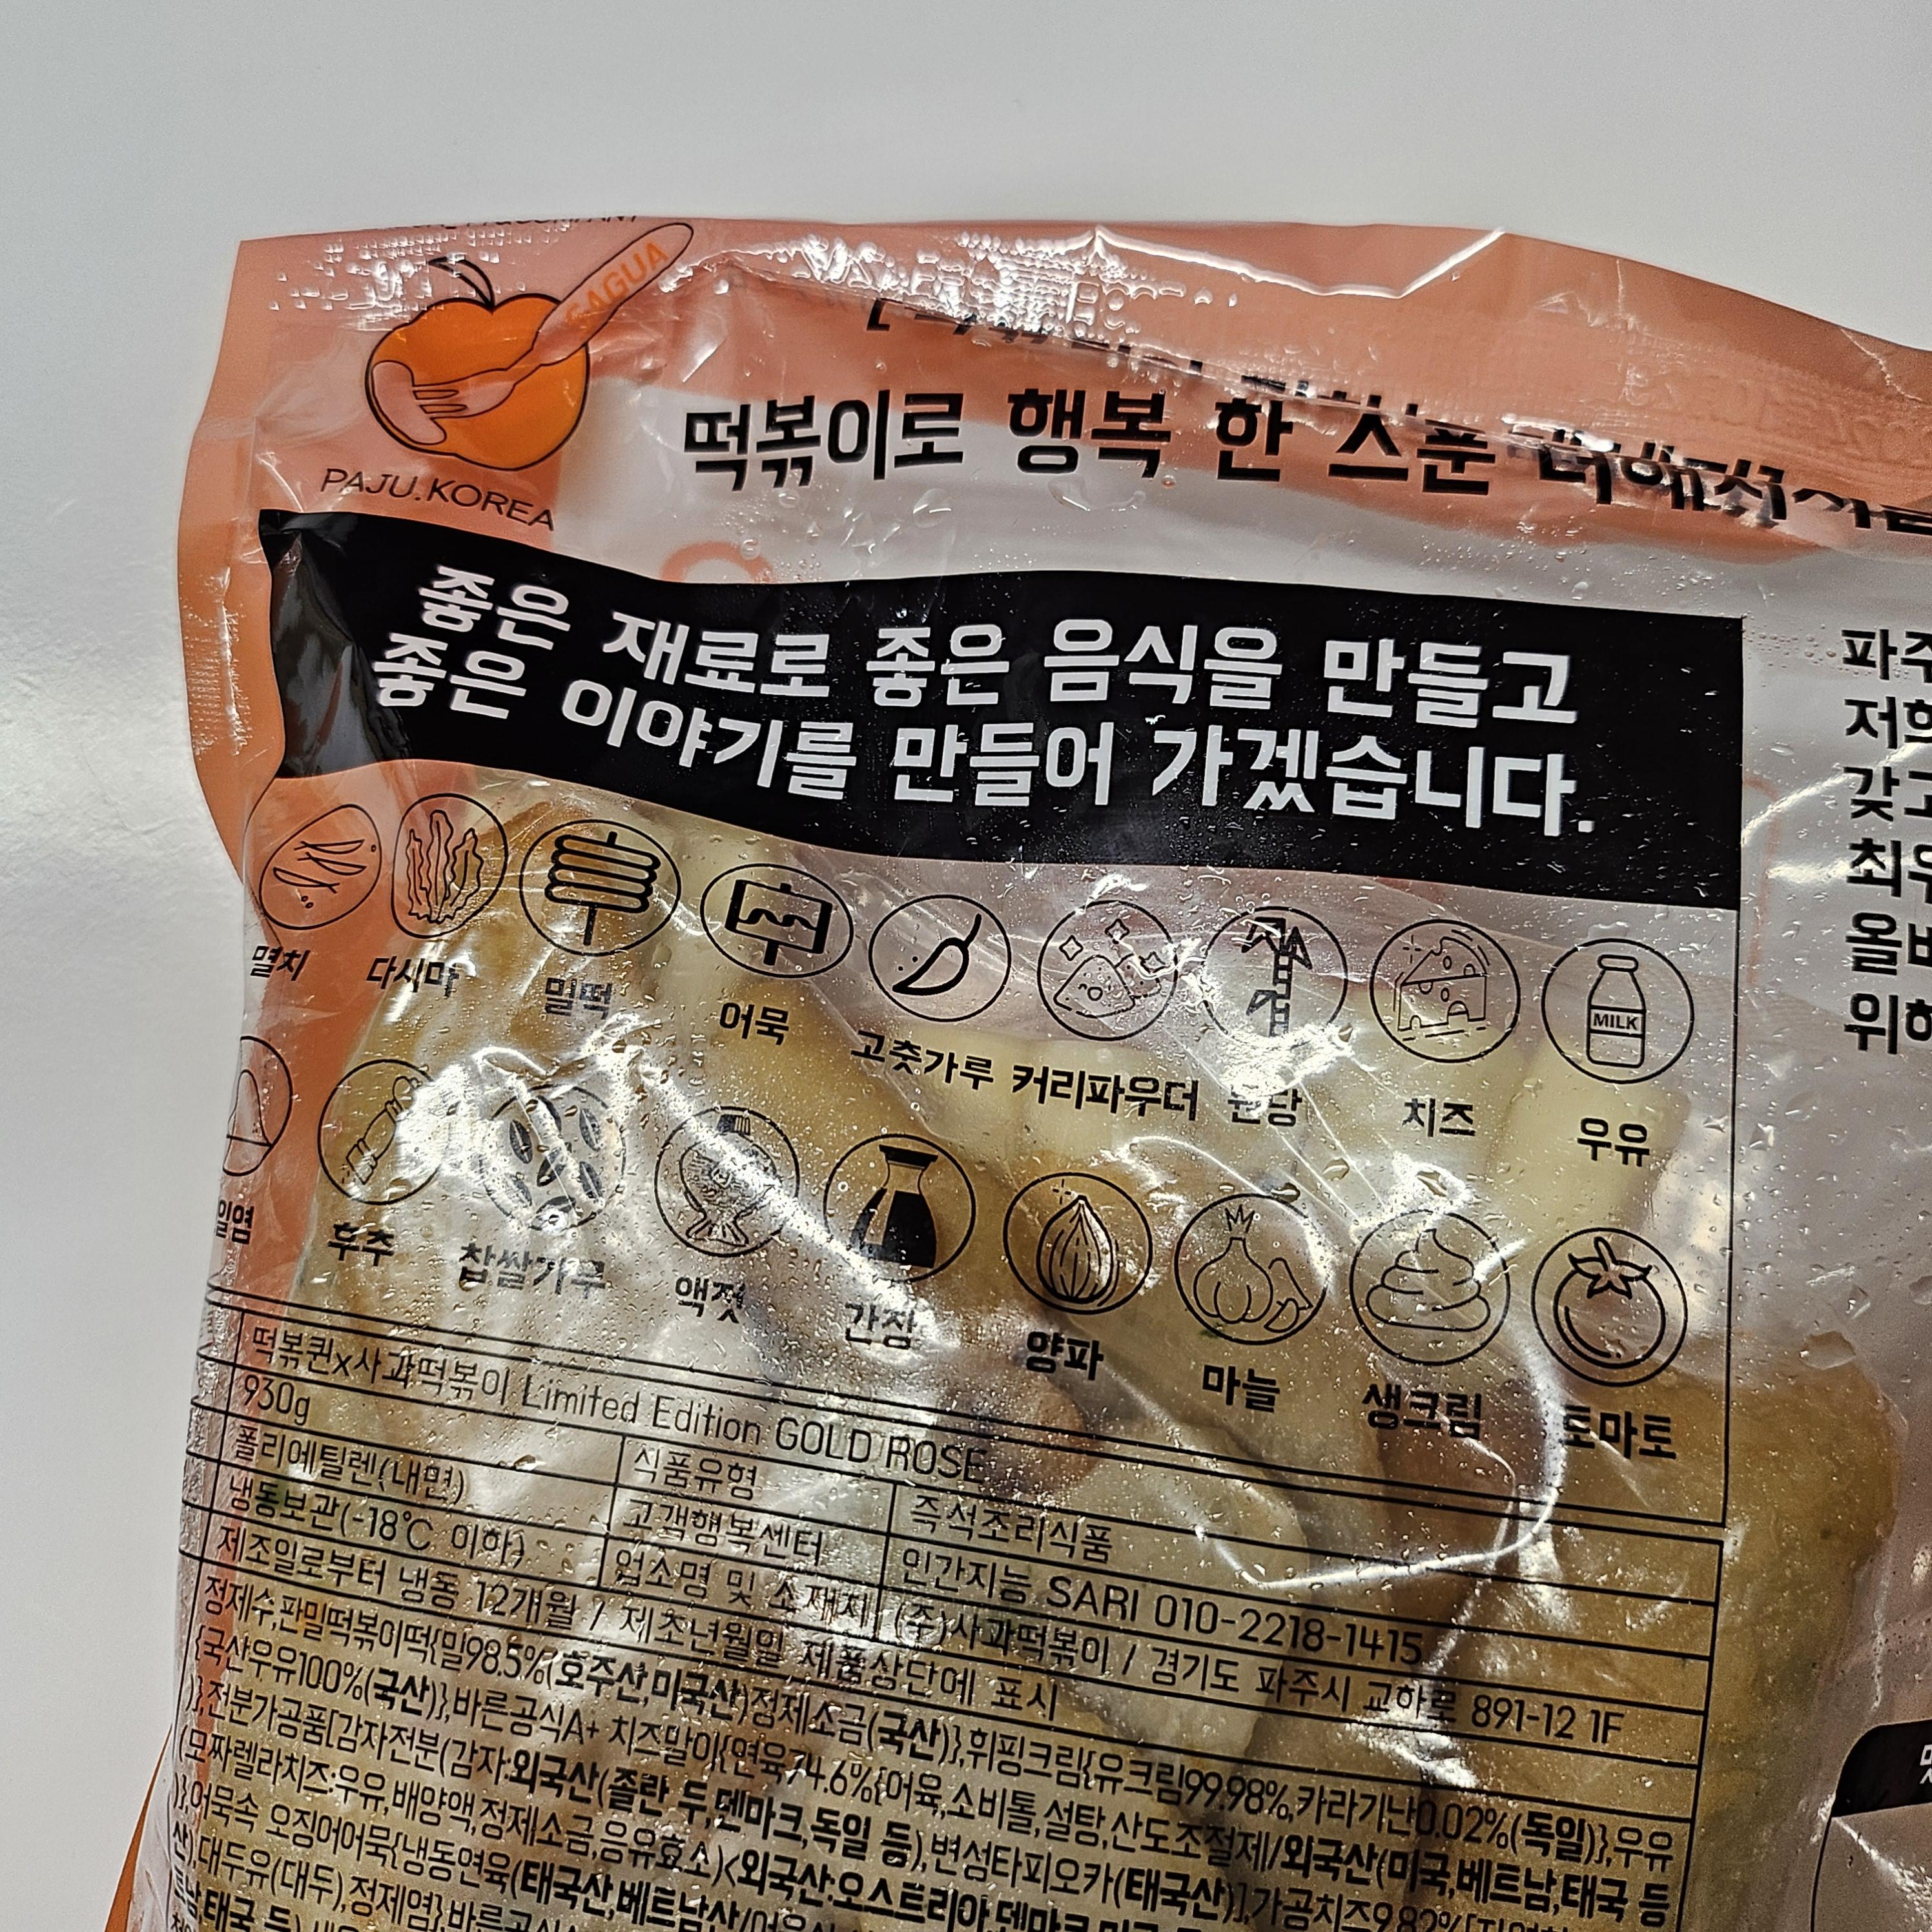 SAGUA
PAJU.KOREA
떡볶이로 행복 한 스푼 더해지
좋은 재료로 좋은 음식을 만들고
좋은 이야기를 만들어 가겠습니다.
멸치 다시마 밀떡 어묵 고춧가루 커리파우더 원당 치즈 우유
MILK
일염 후추 찹쌀가루 액젓 간장 양파 마늘 생크림 토마토
떡볶퀸x사과떡볶이 Limited Edition GOLD ROSE
930g 식품유형 즉석조리식품
폴리에틸렌(내면) 고객행복센터 인간지능 SARI 010-2218-1415
냉동보관(-18℃ 이하) 업소명 및 소재지 (주)사과떡볶이 / 경기도 파주시 교하로 891-12 1F
제조일로부터 냉동 12개월 / 제조년월일 제품상단에 표시
정제수,판밀떡볶이떡{밀98.5%(호주산,미국산)정제소금(국산)},휘핑크림{유크림99.98%,카라기난0.02%(독일)},우유
{국산우유100%(국산)},바른공식A+ 치즈말이{연육74.6%{어육,소비톨,설탕,산도조절제/외국산(미국,베트남,태국 등
)},전분가공품[감자전분(감자:외국산(폴란드,덴마크,독일 등),변성타피오카(태국산)],가공치즈9.82%[자연
(모짜렐라치즈:우유,배양액,정제소금,응유효소)<외국산:오스트리아,덴마크
)},어묵속 오징어어묵{냉동연육(태국산,베트남산/어육
산),대두유(대두),정제염},바른공식
트남,태국 등)
파주
저희
갖고
최우
올바
위해